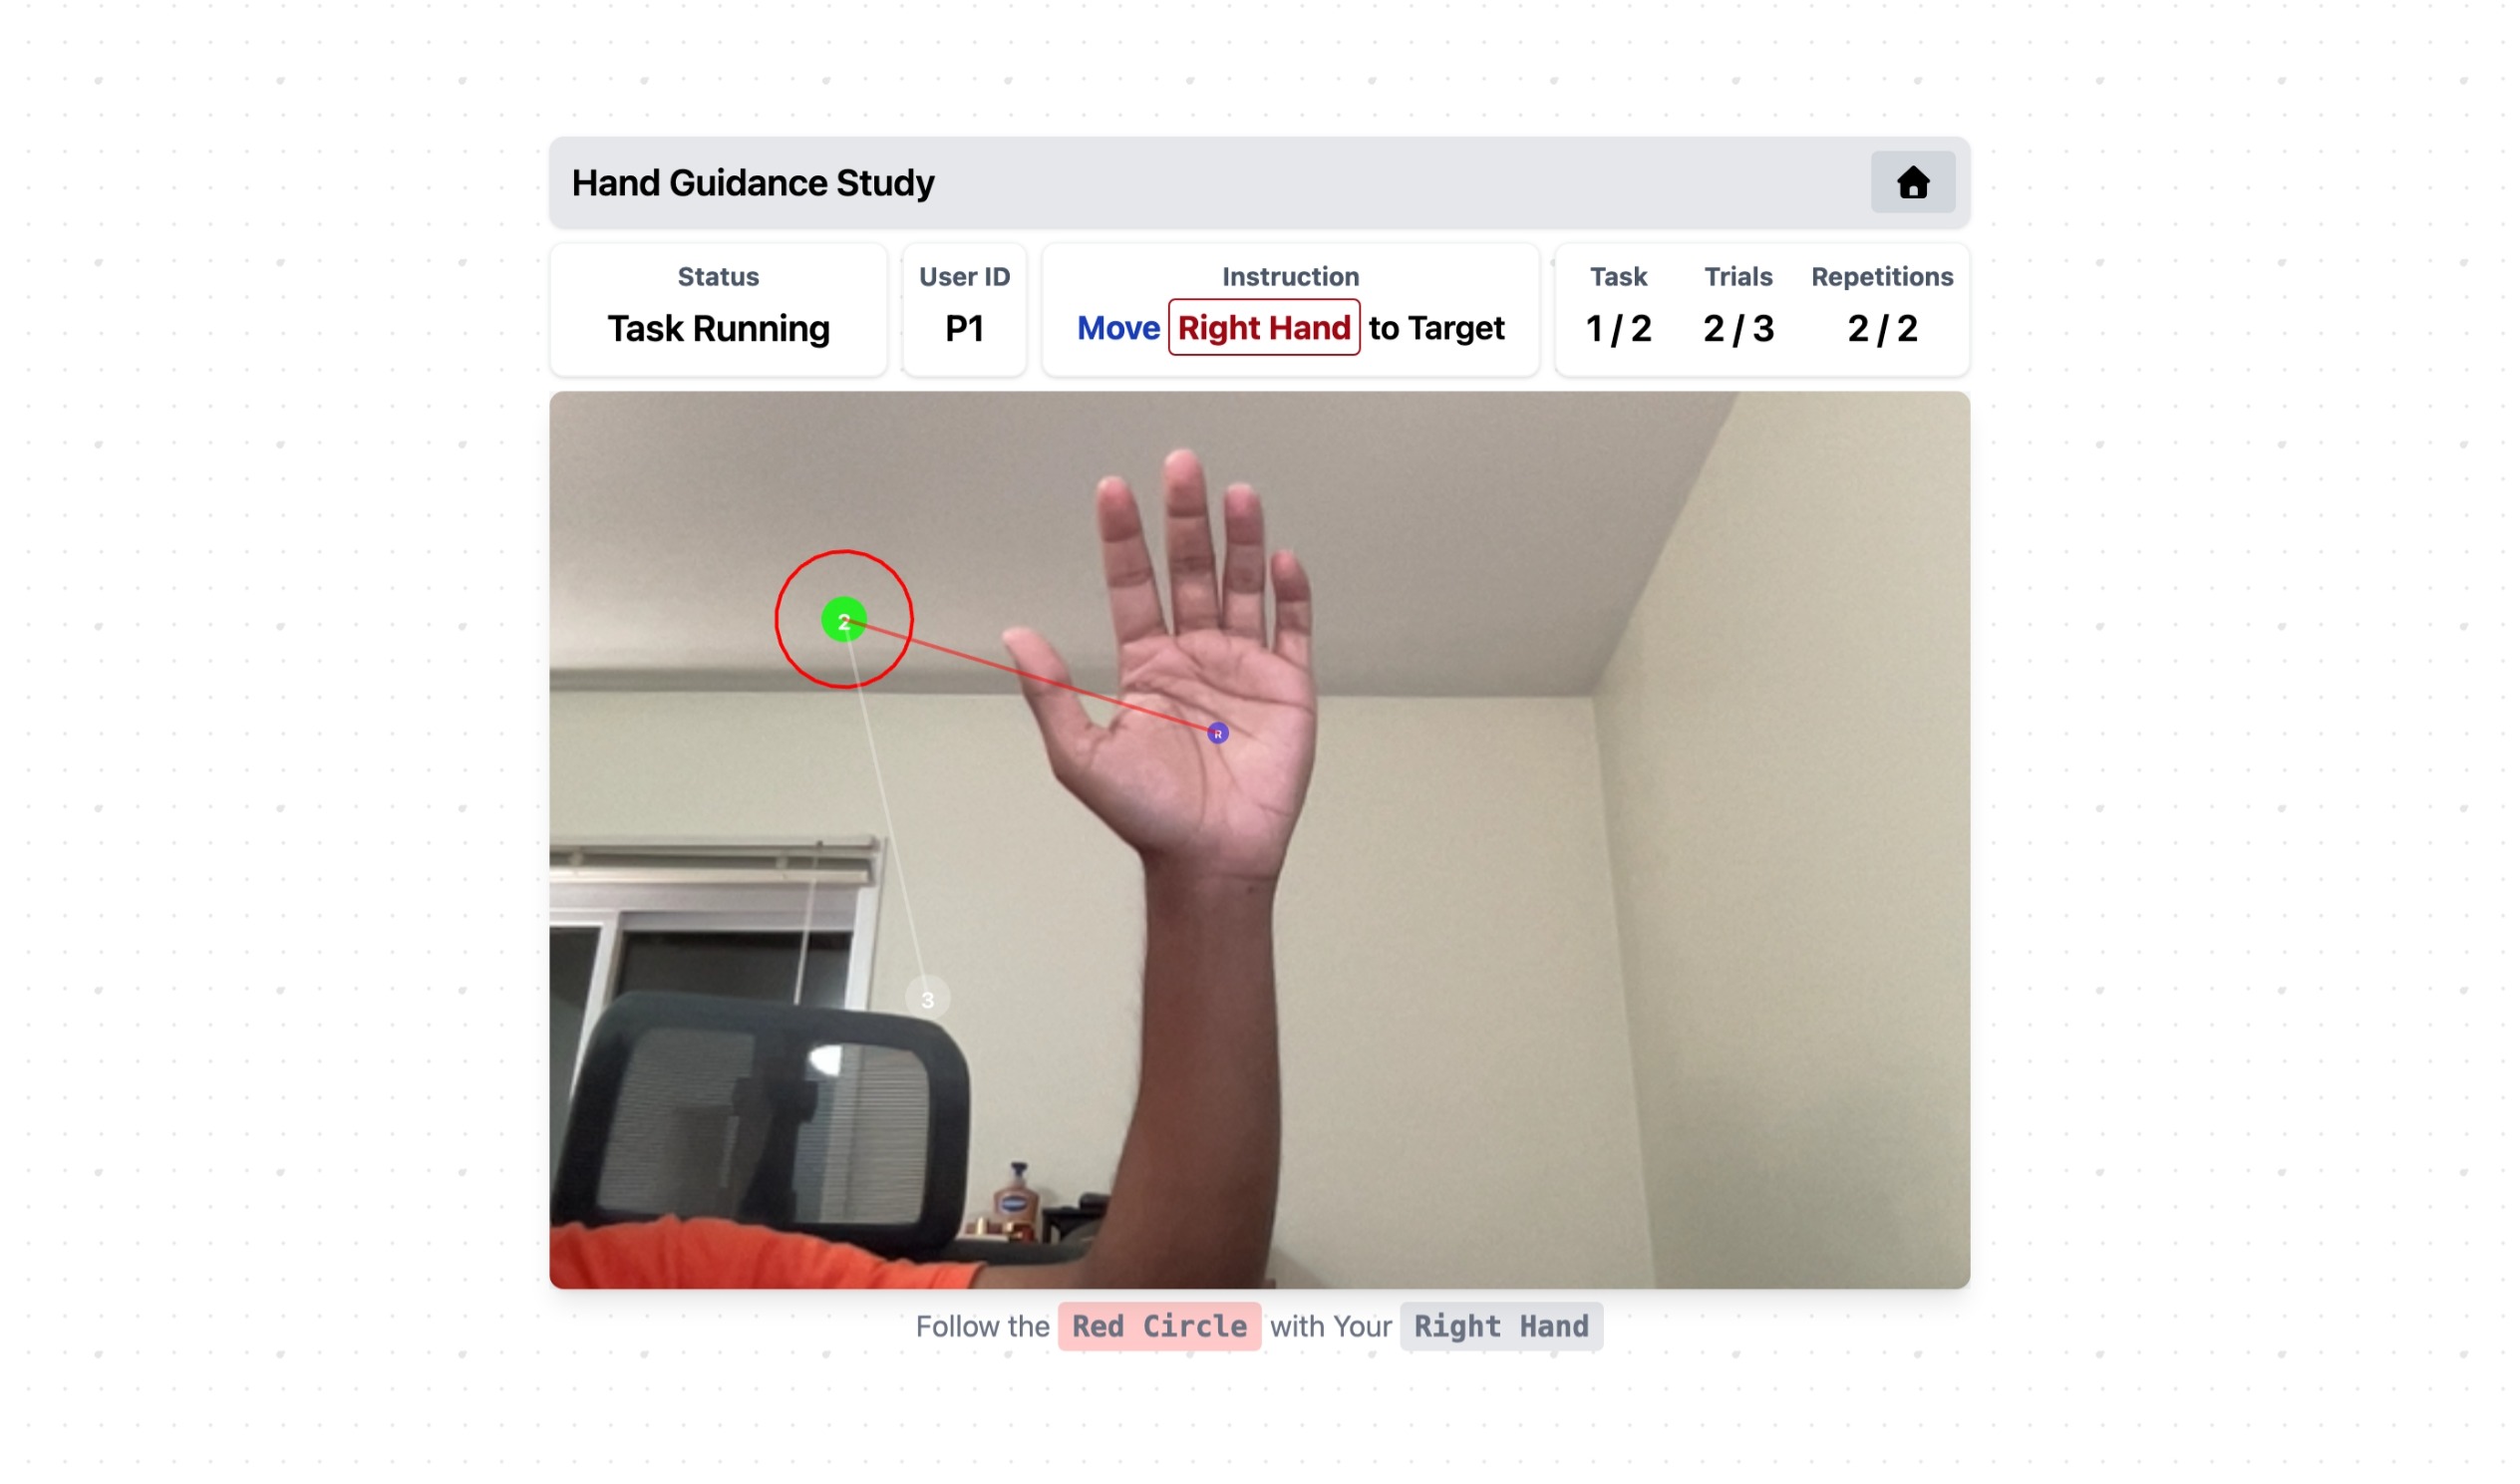 Hand Guidance Study
Status
Task Running
User ID
P1
Instruction
Move Right Hand to Target
Task Trials Repetitions
1 / 2 2 / 3 2 / 2
2
R
3
Follow the Red Circle with Your Right Hand